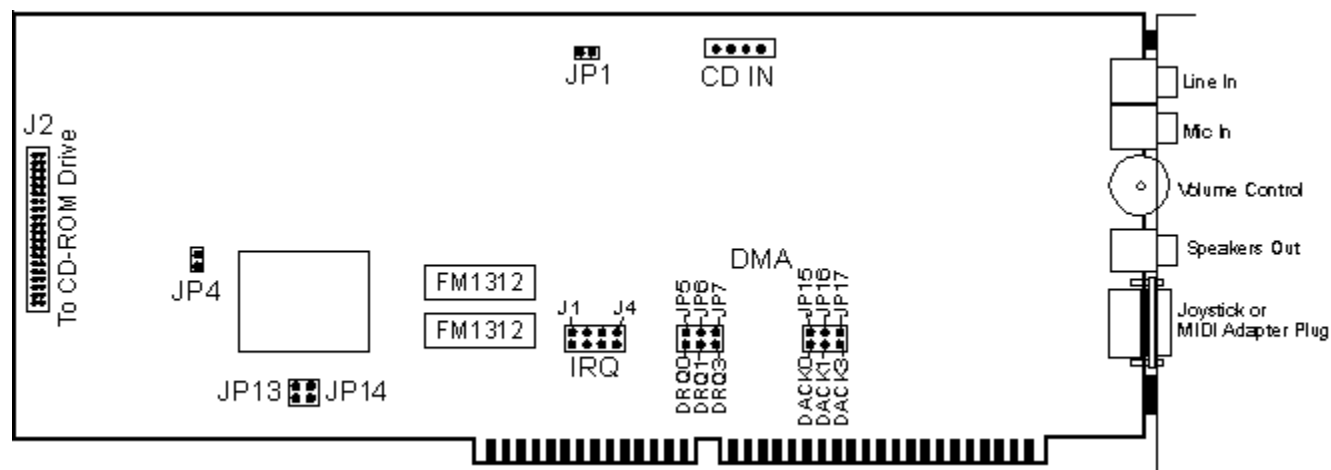 JP1
CD IN
Line In
Mic In
Volume Control
Speakers Out
Joystick or
MIDI Adapter Plug
J2
To CD-ROM Drive
JP4
FM1312
FM1312
J1 J4
IRQ
DMA
JP5
JP6
JP7
DRQ0
DRQ1
DRQ3
JP15
JP16
JP17
DACK0
DACK1
DACK3
JP13 JP14